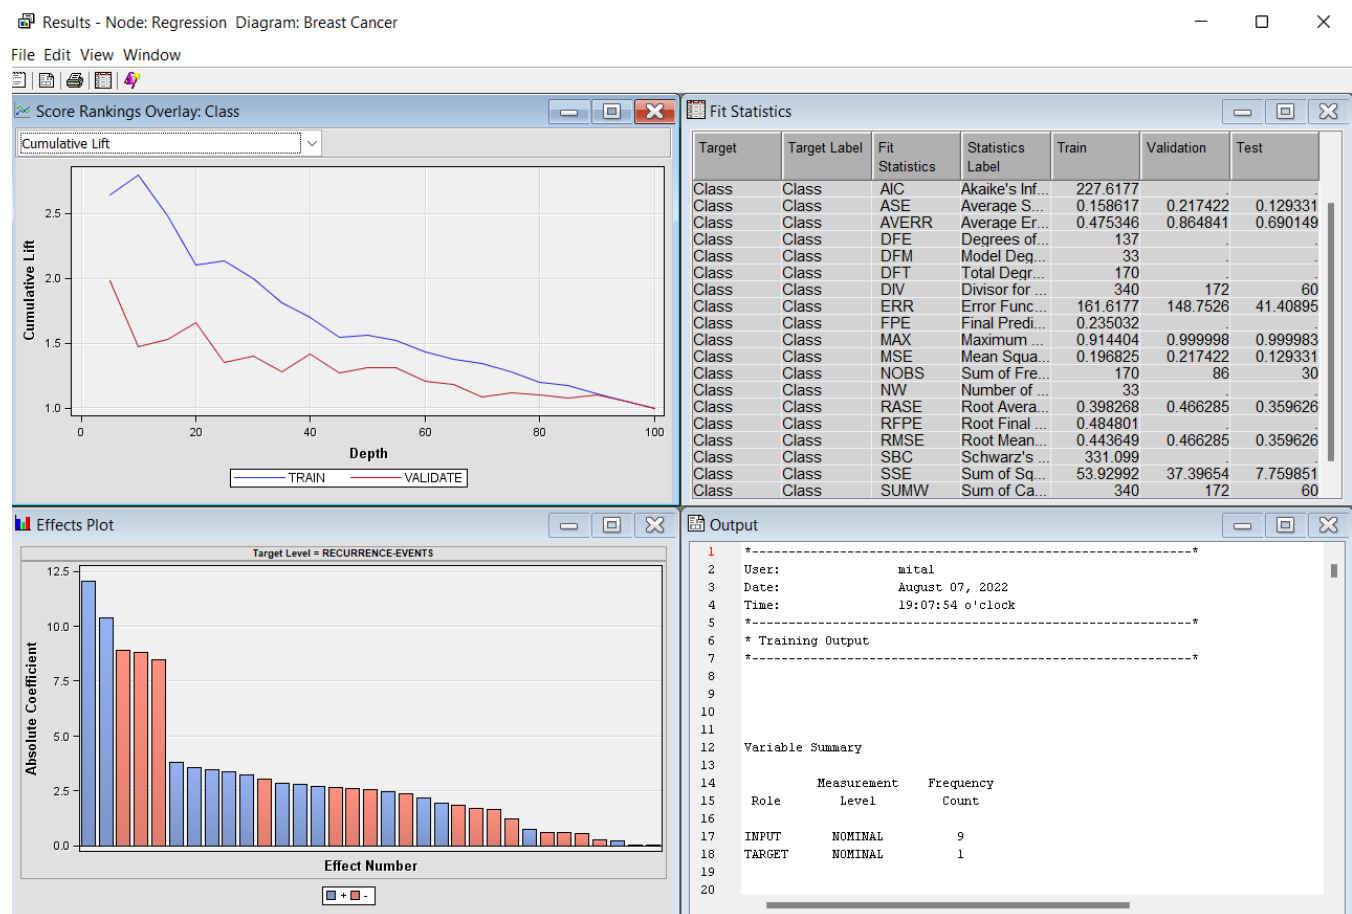 Results - Node: Regression  Diagram: Breast Cancer
File Edit View Window
Score Rankings Overlay: Class
Cumulative Lift
Cumulative Lift
2.5
2.0
1.5
1.0
0 20 40 60 80 100
Depth
TRAIN VALIDATE
Fit Statistics
Target Target Label Fit Statistics Statistics Label Train Validation Test
Class Class AIC Akaike's Inf... 227.6177 . .
Class Class ASE Average S... 0.158617 0.217422 0.129331
Class Class AVERR Average Er... 0.475346 0.864841 0.690149
Class Class DFE Degrees of... 137 . .
Class Class DFM Model Deg... 33 . .
Class Class DFT Total Degr... 170 . .
Class Class DIV Divisor for ... 340 172 60
Class Class ERR Error Func... 161.6177 148.7526 41.40895
Class Class FPE Final Predi... 0.235032 . .
Class Class MAX Maximum ... 0.914404 0.999998 0.999983
Class Class MSE Mean Squa... 0.196825 0.217422 0.129331
Class Class NOBS Sum of Fre... 170 86 30
Class Class NW Number of ... 33 . .
Class Class RASE Root Avera... 0.398268 0.466285 0.359626
Class Class RFPE Root Final ... 0.484801 . .
Class Class RMSE Root Mean... 0.443649 0.466285 0.359626
Class Class SBC Schwarz's ... 331.099 . .
Class Class SSE Sum of Sq... 53.92992 37.39654 7.759851
Class Class SUMW Sum of Ca... 340 172 60
Effects Plot
Target Level = RECURRENCE-EVENTS
Absolute Coefficient
12.5
10.0
7.5
5.0
2.5
0.0
Effect Number
+ -
Output
1 *------------------------------------------------------------*
2 User: mital
3 Date: August 07, 2022
4 Time: 19:07:54 o'clock
5 *------------------------------------------------------------*
6 * Training Output
7 *------------------------------------------------------------*
8
9
10
11
12 Variable Summary
13
14 Measurement Frequency
15 Role Level Count
16
17 INPUT NOMINAL 9
18 TARGET NOMINAL 1
19
20